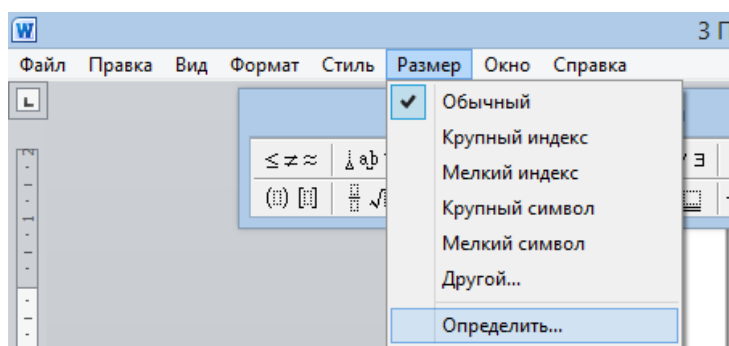 W 3 П
Файл Правка Вид Формат Стиль Размер Окно Справка
Обычный
Крупный индекс
≤ ≠ ≈
Мелкий индекс
Крупный символ
Мелкий символ
Другой...
Определить...